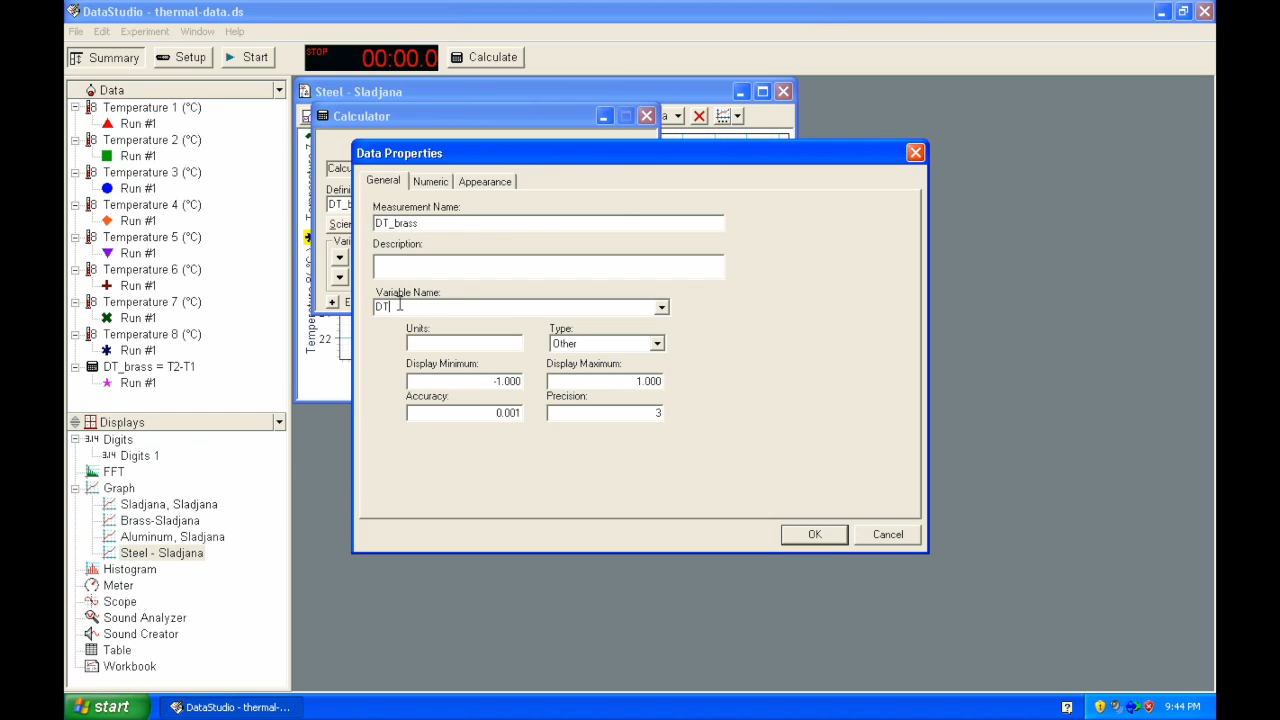 DataStudio - thermal-data.ds
File Edit Experiment Window Help
Summary Setup Start STOP 00:00.0 Calculate
Data
Temperature 1 (°C)
Run #1
Temperature 2 (°C)
Run #1
Temperature 3 (°C)
Run #1
Temperature 4 (°C)
Run #1
Temperature 5 (°C)
Run #1
Temperature 6 (°C)
Run #1
Temperature 7 (°C)
Run #1
Temperature 8 (°C)
Run #1
DT_brass = T2-T1
Run #1
Displays
3.14 Digits
3.14 Digits 1
FFT
Graph
Sladjana, Sladjana
Brass-Sladjana
Aluminum, Sladjana
Steel - Sladjana
Histogram
Meter
Scope
Sound Analyzer
Sound Creator
Table
Workbook
Steel - Sladjana
Calculator
Data Properties
General Numeric Appearance
Measurement Name:
DT_brass
Description:
Variable Name:
DT
Units: Type:
Other
Display Minimum: Display Maximum:
-1.000 1.000
Accuracy: Precision:
0.001 3
OK Cancel
22
start DataStudio - thermal-... 9:44 PM